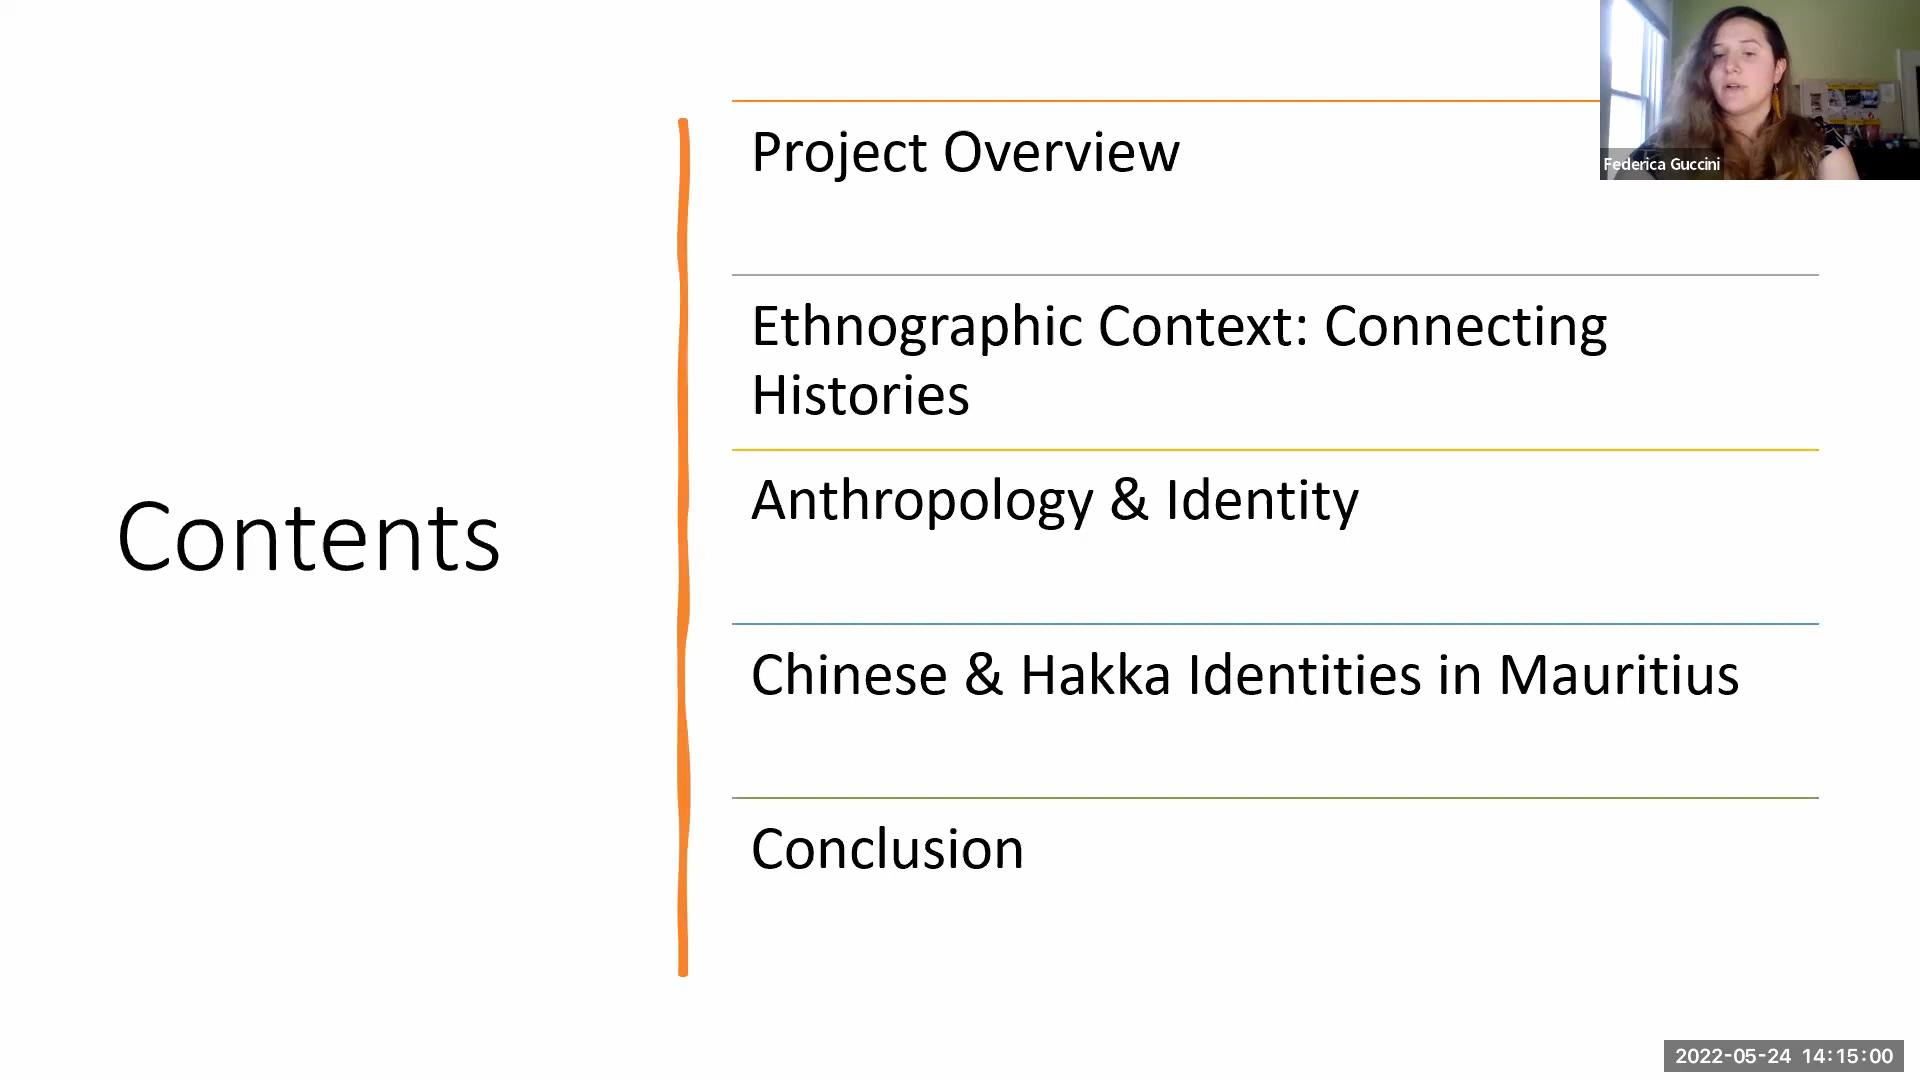 Contents
Project Overview
Ethnographic Context: Connecting
Histories
Anthropology & Identity
Chinese & Hakka Identities in Mauritius
Conclusion
Federica Guccini
2022-05-24 14:15:00